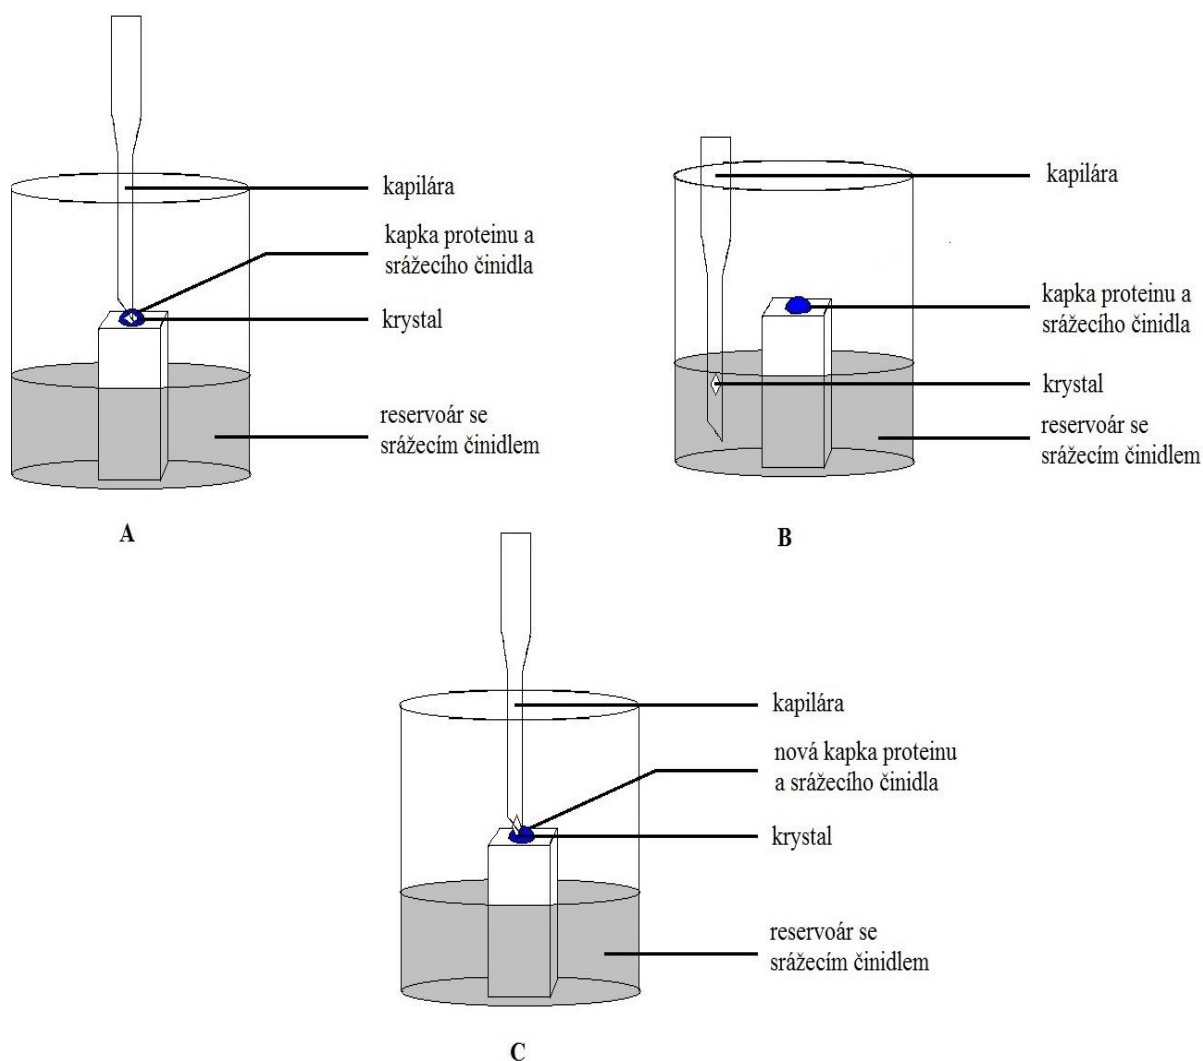 kapilára
kapka proteinu a
srážecího činidla
krystal
reservoár se
srážecím činidlem
A
kapilára
kapka proteinu a
srážecího činidla
krystal
reservoár se
srážecím činidlem
B
kapilára
nová kapka proteinu
a srážecího činidla
krystal
reservoár se
srážecím činidlem
C